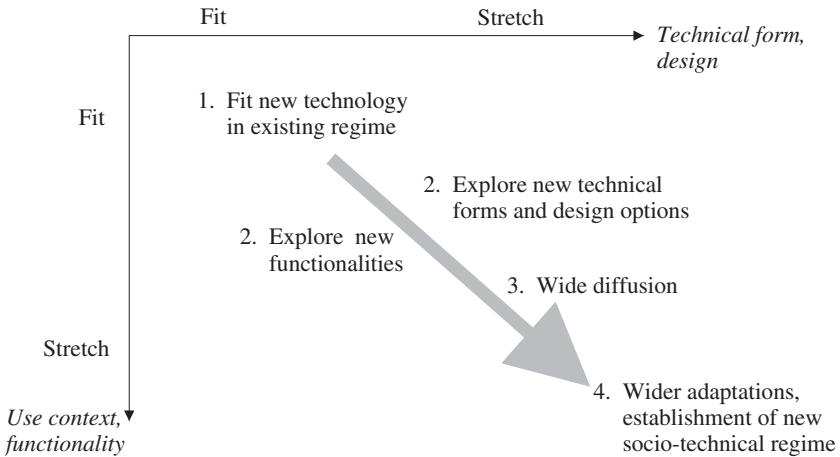 Fit
Stretch
Technical form,
design
Fit
1. Fit new technology
in existing regime
2. Explore new technical
forms and design options
2. Explore new
functionalities
3. Wide diffusion
Stretch
4. Wider adaptations,
establishment of new
socio-technical regime
Use context,
functionality